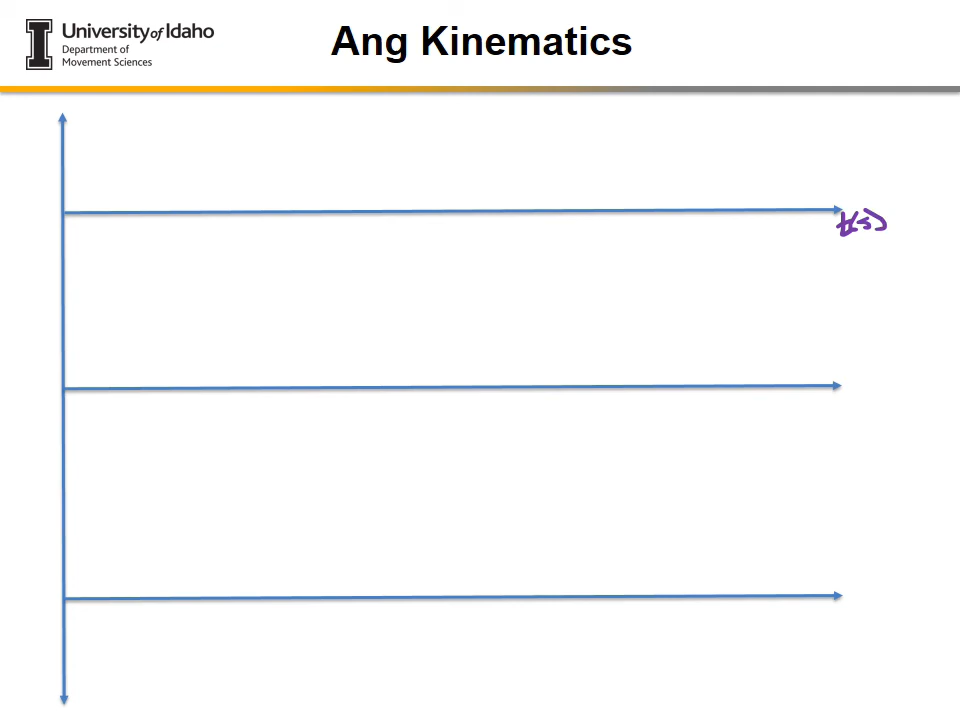 University of Idaho
Department of
Movement Sciences
Ang Kinematics
t(s)